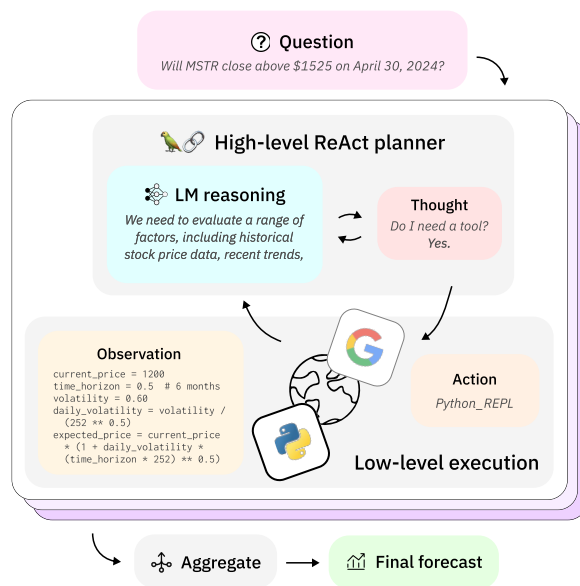 Question
Will MSTR close above $1525 on April 30, 2024?
High-level ReAct planner
LM reasoning
We need to evaluate a range of
factors, including historical
stock price data, recent trends,
Thought
Do I need a tool?
Yes.
Observation
current_price = 1200
time_horizon = 0.5  # 6 months
volatility = 0.60
daily_volatility = volatility /
(252 ** 0.5)
expected_price = current_price
* (1 + daily_volatility *
(time_horizon * 252) ** 0.5)
Action
Python_REPL
Low-level execution
Aggregate
Final forecast